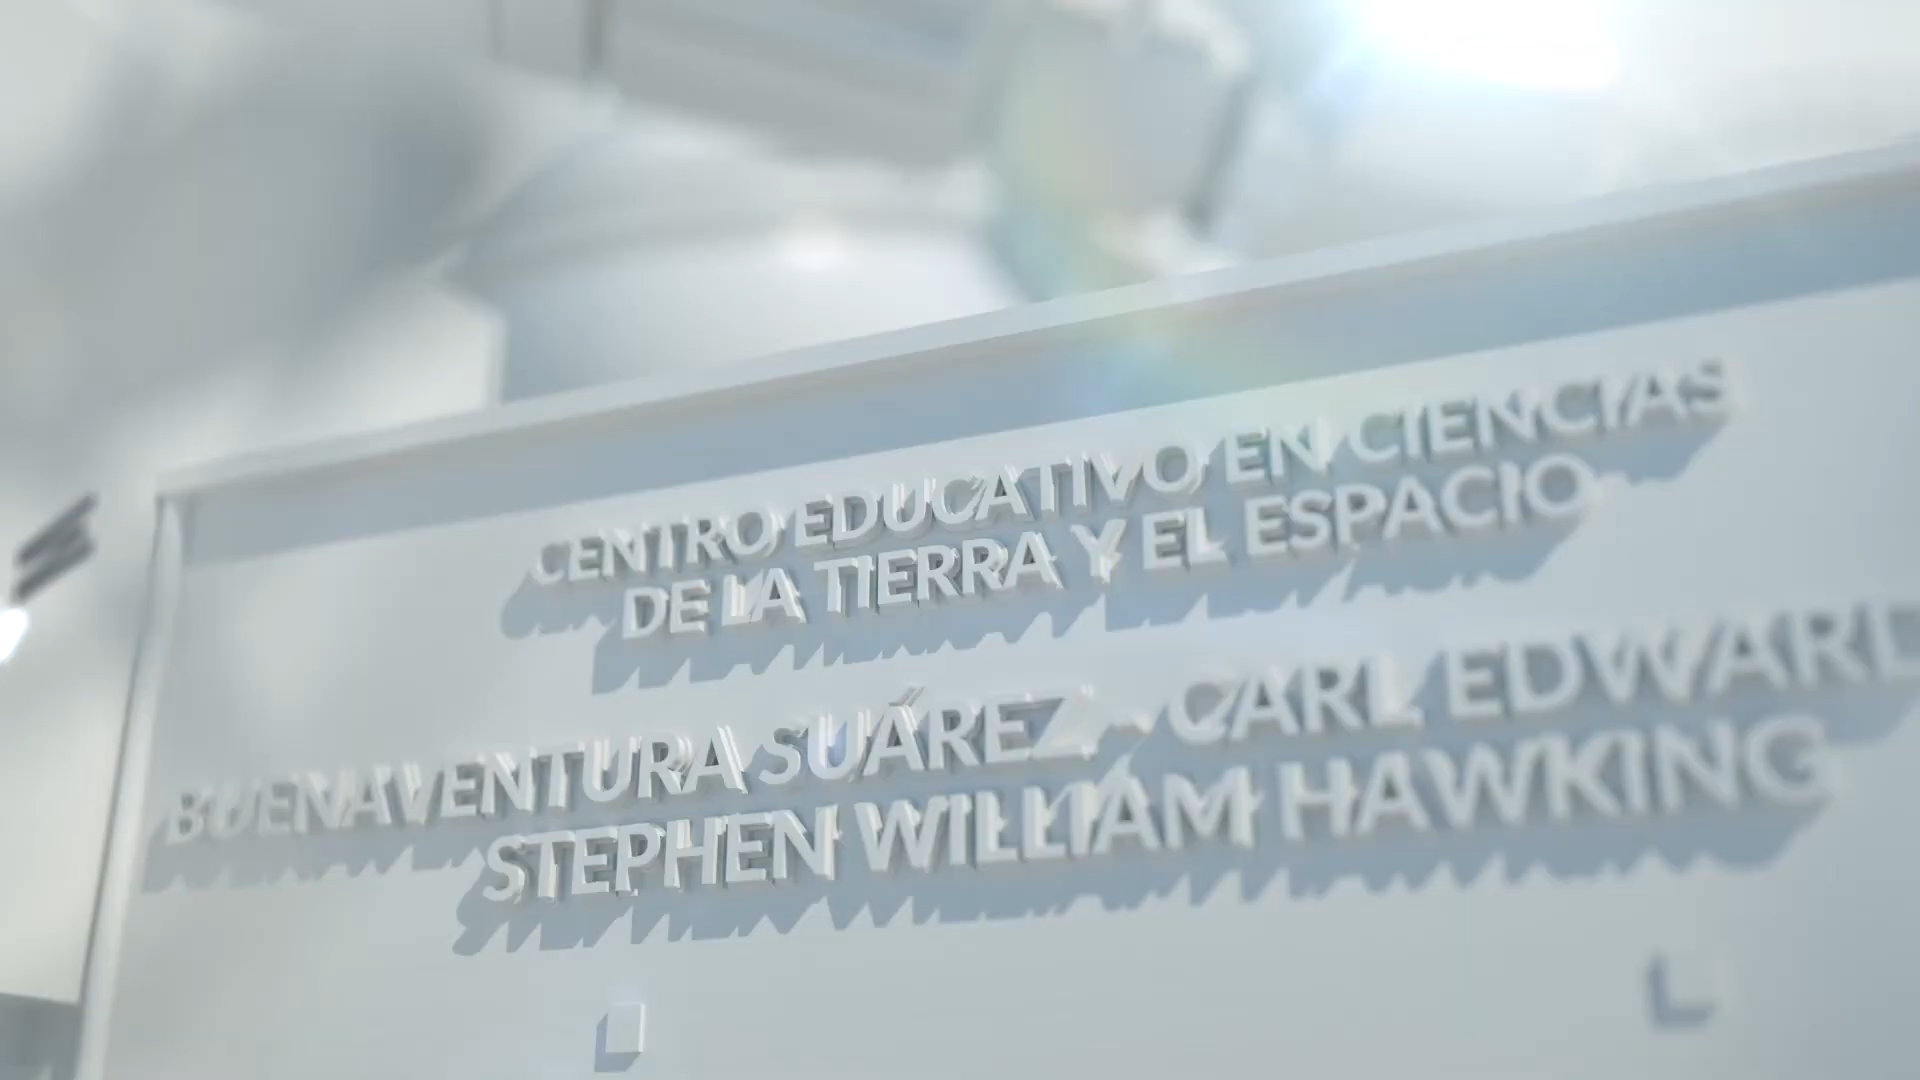 CENTRO EDUCATIVO EN CIENCIAS
DE LA TIERRA Y EL ESPACIO
BUENAVENTURA SUÁREZ - CARL EDWARD
STEPHEN WILLIAM HAWKING